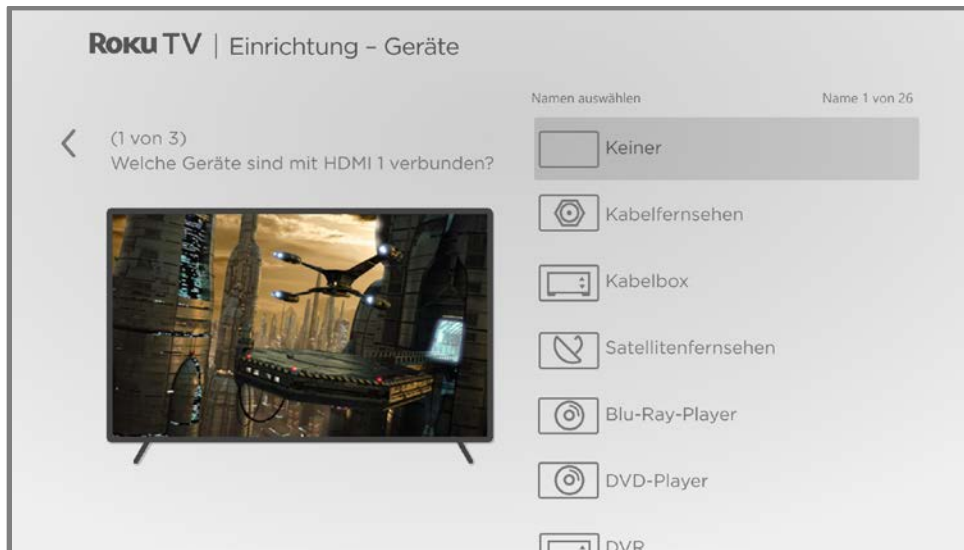 Roku TV | Einrichtung – Geräte
Namen auswählen
Name 1 von 26
(1 von 3)
Welche Geräte sind mit HDMI 1 verbunden?
Keiner
Kabelfernsehen
Kabelbox
Satellitenfernsehen
Blu-Ray-Player
DVD-Player
DVR